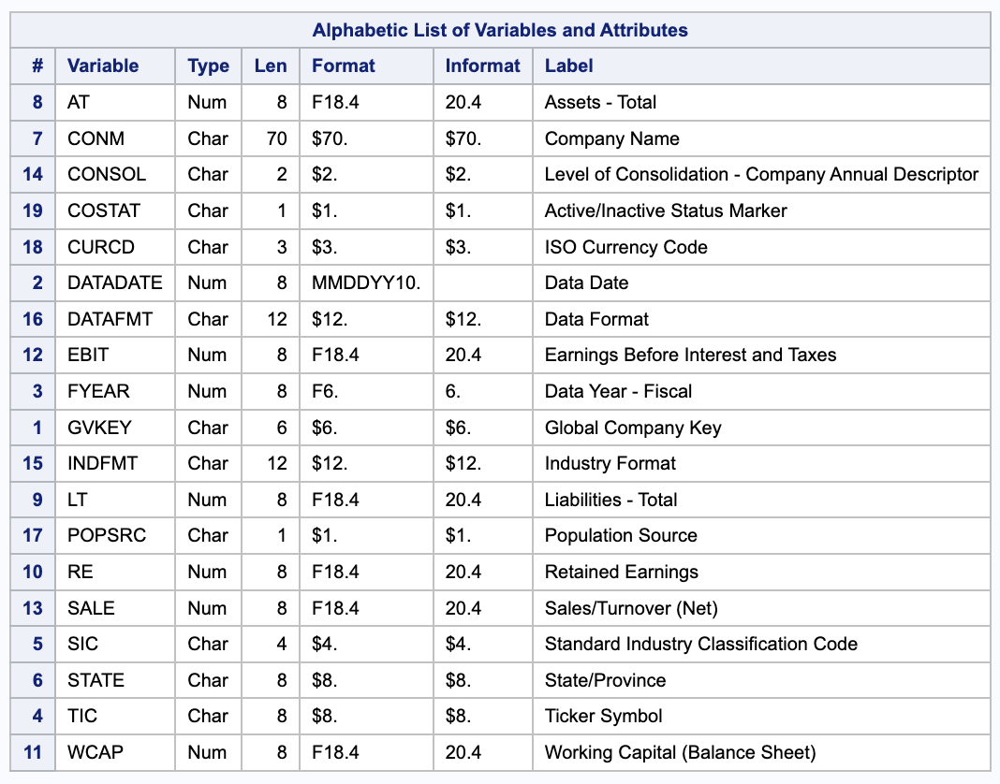 Alphabetic List of Variables and Attributes
# Variable Type Len Format Informat Label
8 AT Num 8 F18.4 20.4 Assets - Total
7 CONM Char 70 $70. $70. Company Name
14 CONSOL Char 2 $2. $2. Level of Consolidation - Company Annual Descriptor
19 COSTAT Char 1 $1. $1. Active/Inactive Status Marker
18 CURCD Char 3 $3. $3. ISO Currency Code
2 DATADATE Num 8 MMDDYY10. Data Date
16 DATAFMT Char 12 $12. $12. Data Format
12 EBIT Num 8 F18.4 20.4 Earnings Before Interest and Taxes
3 FYEAR Num 8 F6. 6. Data Year - Fiscal
1 GVKEY Char 6 $6. $6. Global Company Key
15 INDFMT Char 12 $12. $12. Industry Format
9 LT Num 8 F18.4 20.4 Liabilities - Total
17 POPSRC Char 1 $1. $1. Population Source
10 RE Num 8 F18.4 20.4 Retained Earnings
13 SALE Num 8 F18.4 20.4 Sales/Turnover (Net)
5 SIC Char 4 $4. $4. Standard Industry Classification Code
6 STATE Char 8 $8. $8. State/Province
4 TIC Char 8 $8. $8. Ticker Symbol
11 WCAP Num 8 F18.4 20.4 Working Capital (Balance Sheet)